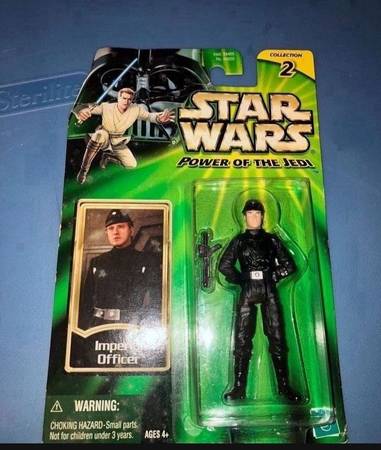 COLLECTION
2
Sterilite
STAR
WARS
POWER OF THE JEDI
Officer
WARNING:
CHOKING HAZARD-Small parts.
Not for children under 3 years.
AGES 4+